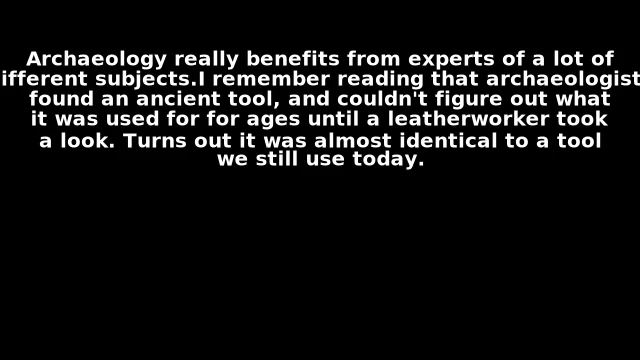 Archaeology really benefits from experts of a lot of
ifferent subjects.I remember reading that archaeologist
found an ancient tool, and couldn't figure out what
it was used for for ages until a leatherworker took
a look. Turns out it was almost identical to a tool
we still use today.